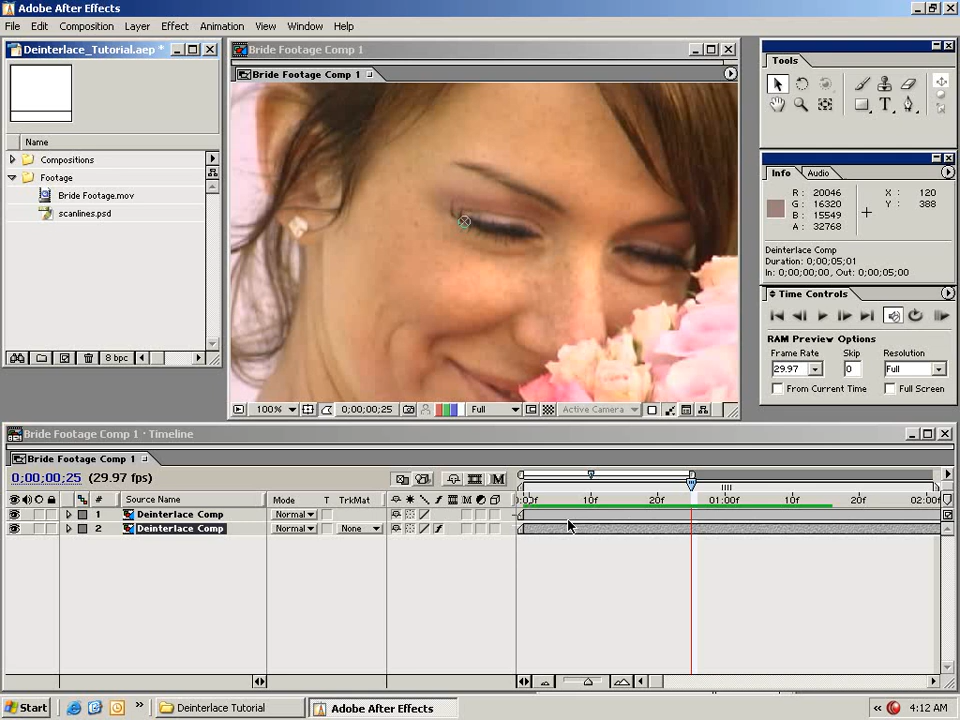 Adobe After Effects
File Edit Composition Layer Effect Animation View Window Help
Deinterlace_Tutorial.aep *
Name
Compositions
Footage
Bride Footage.mov
scanlines.psd
8 bpc
Bride Footage Comp 1
Bride Footage Comp 1
100% 0;00;00;25 Full Active Camera
Tools
T
Info Audio
R : 20046 X : 120
G : 16320 Y : 388
B : 15549
A : 32768
Deinterlace Comp
Duration: 0;00;05;01
In: 0;00;00;00, Out: 0;00;05;00
Time Controls
RAM Preview Options
Frame Rate Skip Resolution
29.97 0 Full
From Current Time Full Screen
Bride Footage Comp 1 · Timeline
Bride Footage Comp 1
0;00;00;25 (29.97 fps)
# Source Name Mode T TrkMat
):00f 10f 20f 01:00f 10f 20f 02:00f
1 Deinterlace Comp Normal
2 Deinterlace Comp Normal None
Start Deinterlace Tutorial Adobe After Effects 4:12 AM